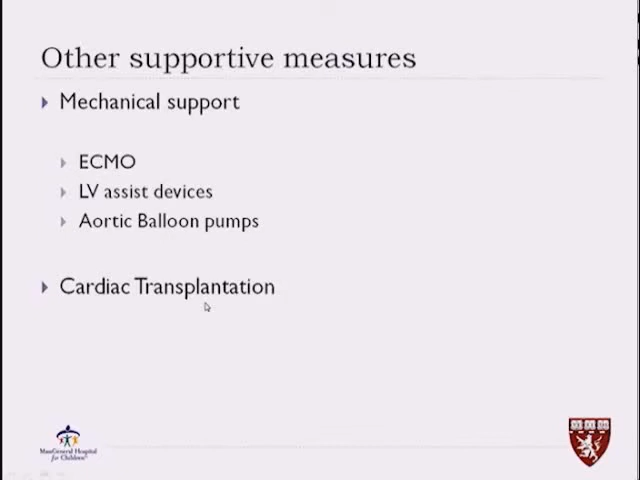 Other supportive measures
Mechanical support
ECMO
LV assist devices
Aortic Balloon pumps
Cardiac Transplantation
MassGeneral Hospital
for Children